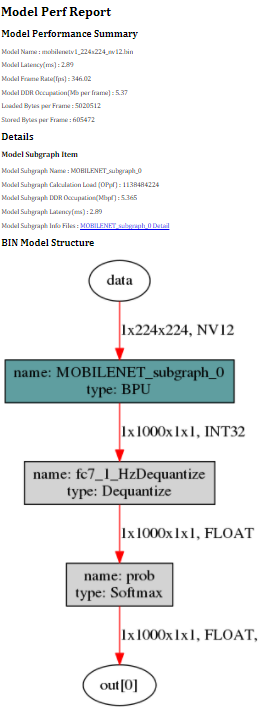 Model Perf Report
Model Performance Summary
Model Name : mobilenetv1_224x224_nv12.bin
Model Latency(ms) : 2.89
Model Frame Rate(fps) : 346.02
Model DDR Occupation(Mb per frame) : 5.37
Loaded Bytes per Frame : 5020512
Stored Bytes per Frame : 605472
Details
Model Subgraph Item
Model Subgraph Name : MOBILENET_subgraph_0
Model Subgraph Calculation Load (OPpf) : 1138484224
Model Subgraph DDR Occupation(Mbpf) : 5.365
Model Subgraph Latency(ms) : 2.89
Model Subgraph Info Files : MOBILENET_subgraph_0 Detail
BIN Model Structure
data
1x224x224, NV12
name: MOBILENET_subgraph_0
type: BPU
1x1000x1x1, INT32
name: fc7_1_HzDequantize
type: Dequantize
1x1000x1x1, FLOAT
name: prob
type: Softmax
1x1000x1x1, FLOAT,
out[0]